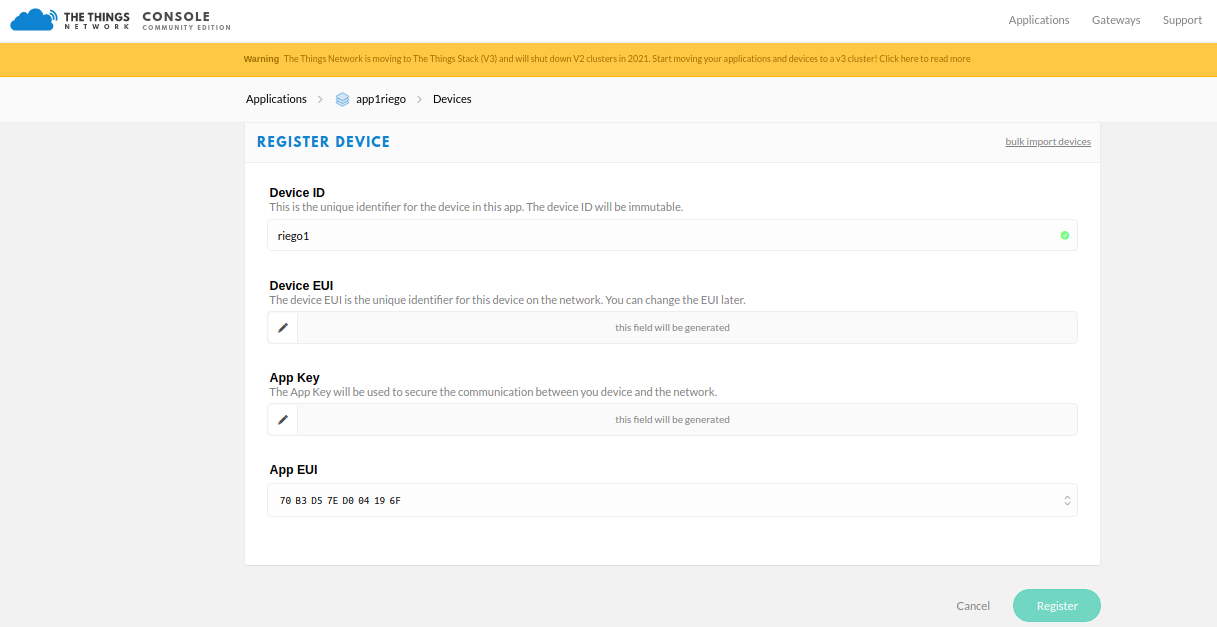 THE THINGS NETWORK CONSOLE COMMUNITY EDITION
Applications Gateways Support
Warning The Things Network is moving to The Things Stack (V3) and will shut down V2 clusters in 2021. Start moving your applications and devices to a v3 cluster! Click here to read more
Applications > app1riego > Devices
REGISTER DEVICE
bulk import devices
Device ID
This is the unique identifier for the device in this app. The device ID will be immutable.
riego1
Device EUI
The device EUI is the unique identifier for this device on the network. You can change the EUI later.
this field will be generated
App Key
The App Key will be used to secure the communication between you device and the network.
this field will be generated
App EUI
70 B3 D5 7E D0 04 19 6F
Cancel Register